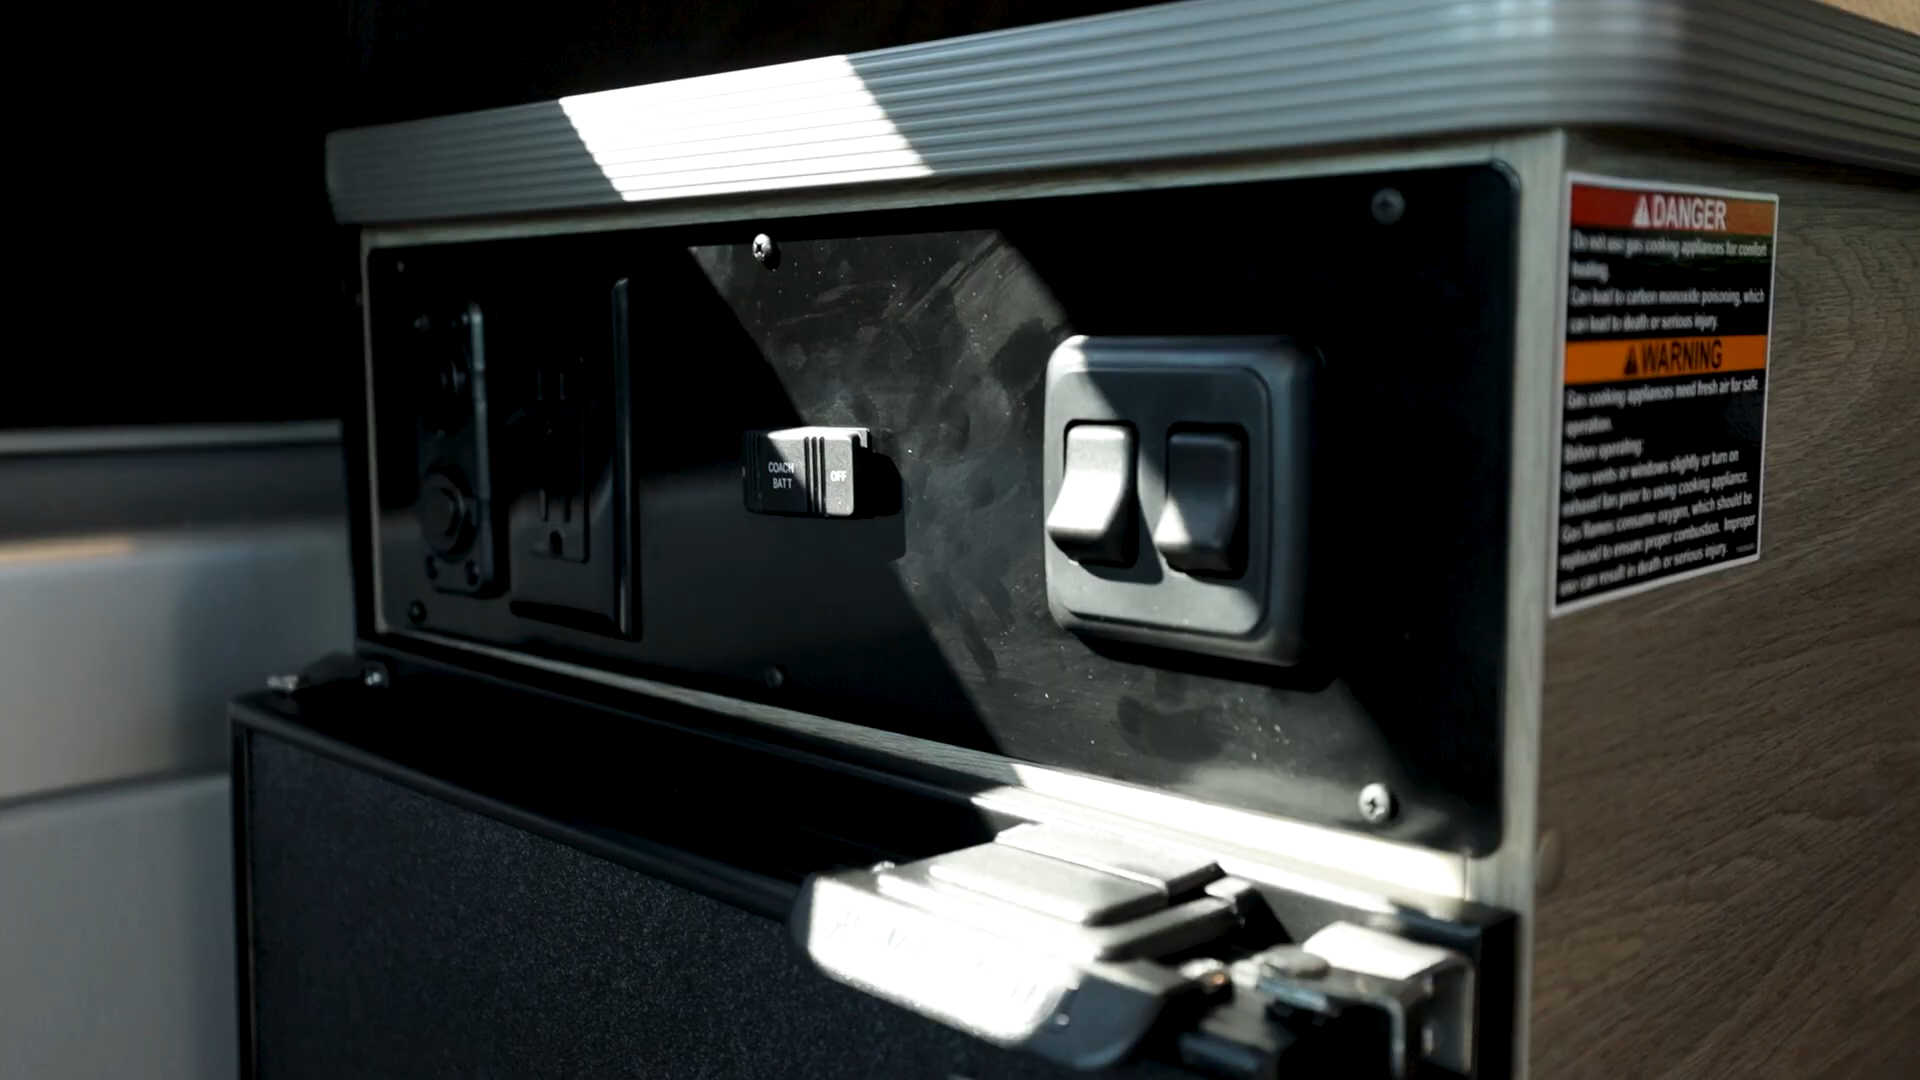 COACH
BATT
OFF
DANGER
Do not use gas cooking appliances for comfort
heating.
Can lead to carbon monoxide poisoning, which
can lead to death or serious injury.
WARNING
Gas cooking appliances need fresh air for safe
operation.
Before operating:
Open vents or windows slightly or turn on
exhaust fan prior to using cooking appliance.
Gas flames consume oxygen, which should be
replaced to ensure proper combustion. Improper
use can result in death or serious injury.